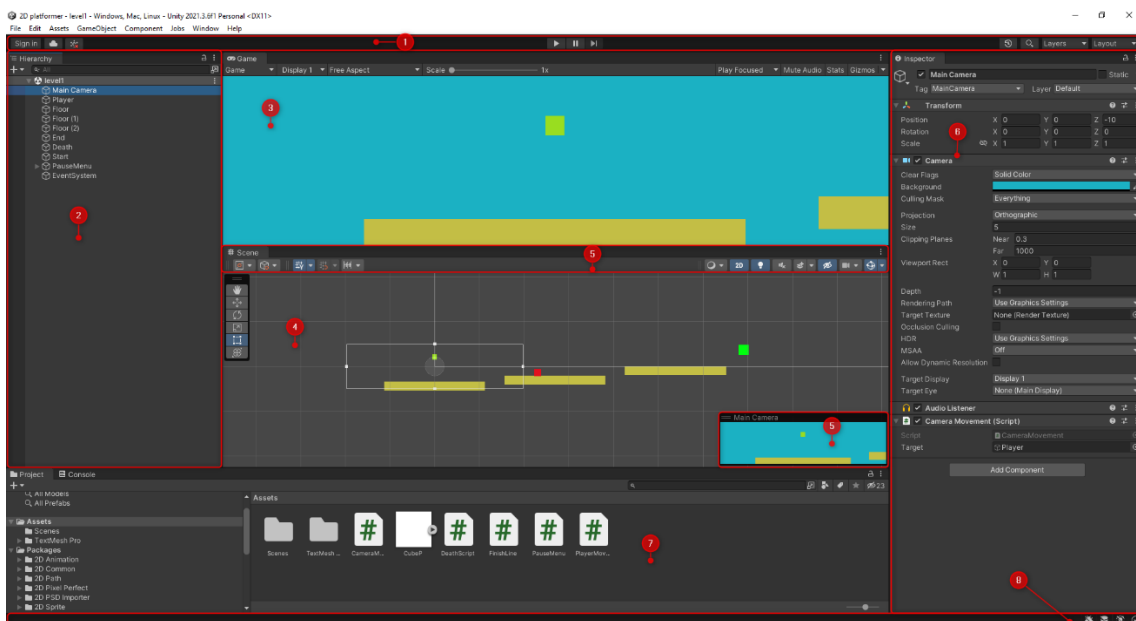 2D platformer - level1 - Windows, Mac, Linux - Unity 2021.3.6f1 Personal <DX11>
File Edit Assets GameObject Component Jobs Window Help
Sign in 1 Layers Layout
Hierarchy
All
level1
Main Camera
Player
Floor
Floor (1)
Floor (2)
End
Death
Start
PauseMenu
EventSystem
2
Game
Game Display 1 Free Aspect Scale 1x Play Focused Mute Audio Stats Gizmos
3
5
Scene
2D
4
Main Camera
5
Inspector
Main Camera Static
Tag MainCamera Layer Default
Transform
Position X 0 Y 0 Z -10
Rotation X 0 Y 0 Z 0
Scale X 1 Y 1 Z 1
6
Camera
Clear Flags Solid Color
Background
Culling Mask Everything
Projection Orthographic
Size 5
Clipping Planes Near 0.3
Far 1000
Viewport Rect X 0 Y 0
W 1 H 1
Depth -1
Rendering Path Use Graphics Settings
Target Texture None (Render Texture)
Occlusion Culling
HDR Use Graphics Settings
MSAA Off
Allow Dynamic Resolution
Target Display Display 1
Target Eye None (Main Display)
Audio Listener
Camera Movement (Script)
Script CameraMovement
Target Player
Add Component
Project Console
23
All Models
All Prefabs
Assets
Scenes
TextMesh Pro
Packages
2D Animation
2D Common
2D Path
2D Pixel Perfect
2D PSD Importer
2D Sprite
Assets
Scenes TextMesh ... CameraM... CubeP DeathScript FinishLine PauseMenu PlayerMov...
7
8